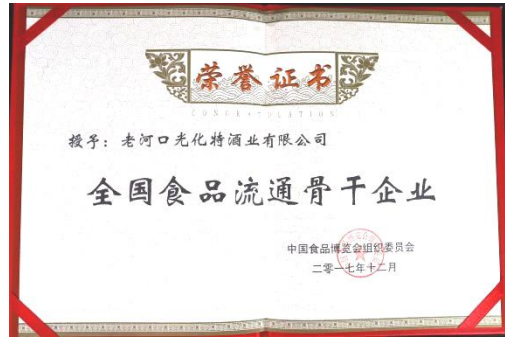 荣誉证书
授予：老河口光化特酒业有限公司
全国食品流通骨干企业
中国食品博览会组织委员会
二零一七年十二月